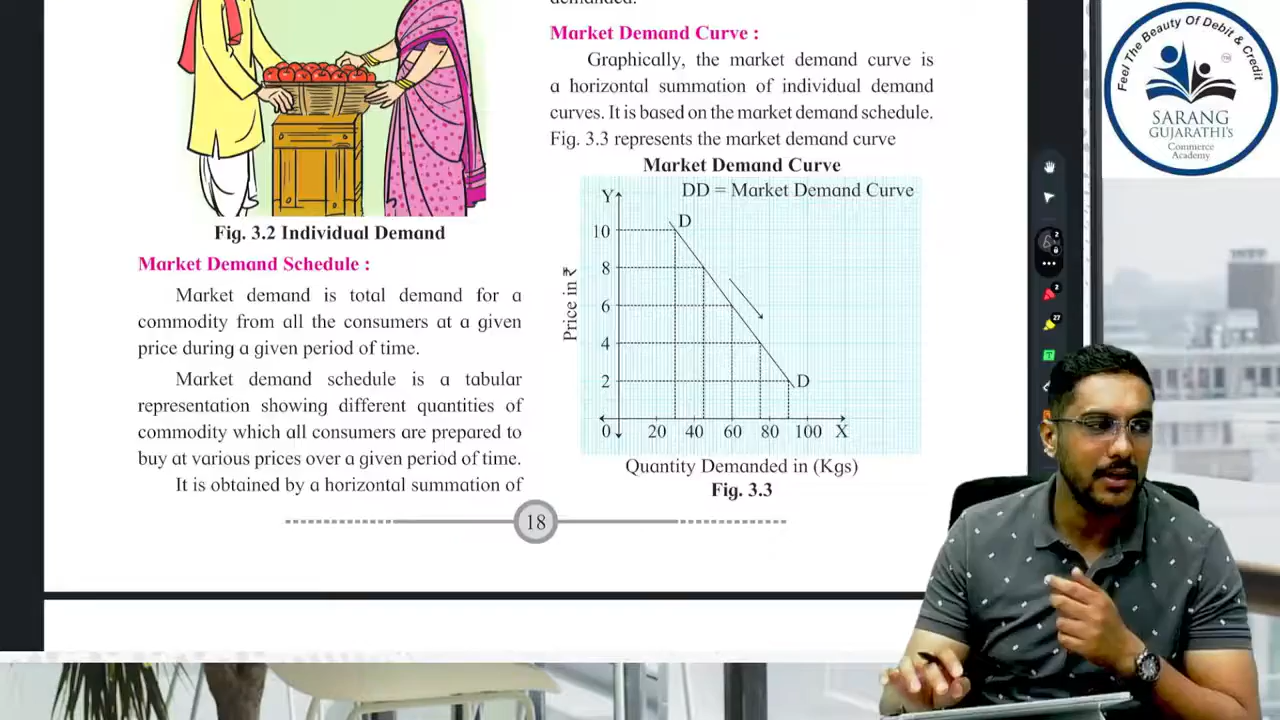 demanded.
Fig. 3.2 Individual Demand
Market Demand Schedule :
Market demand is total demand for a
commodity from all the consumers at a given
price during a given period of time.
Market demand schedule is a tabular
representation showing different quantities of
commodity which all consumers are prepared to
buy at various prices over a given period of time.
It is obtained by a horizontal summation of
Market Demand Curve :
Graphically, the market demand curve is
a horizontal summation of individual demand
curves. It is based on the market demand schedule.
Fig. 3.3 represents the market demand curve
Market Demand Curve
DD = Market Demand Curve
Y
D
10
8
6
4
2
D
Price in ₹
0 20 40 60 80 100 X
Quantity Demanded in (Kgs)
Fig. 3.3
18
Feel The Beauty Of Debit & Credit
TM
SARANG
GUJARATHI'S
Commerce
Academy
2
2
27
T